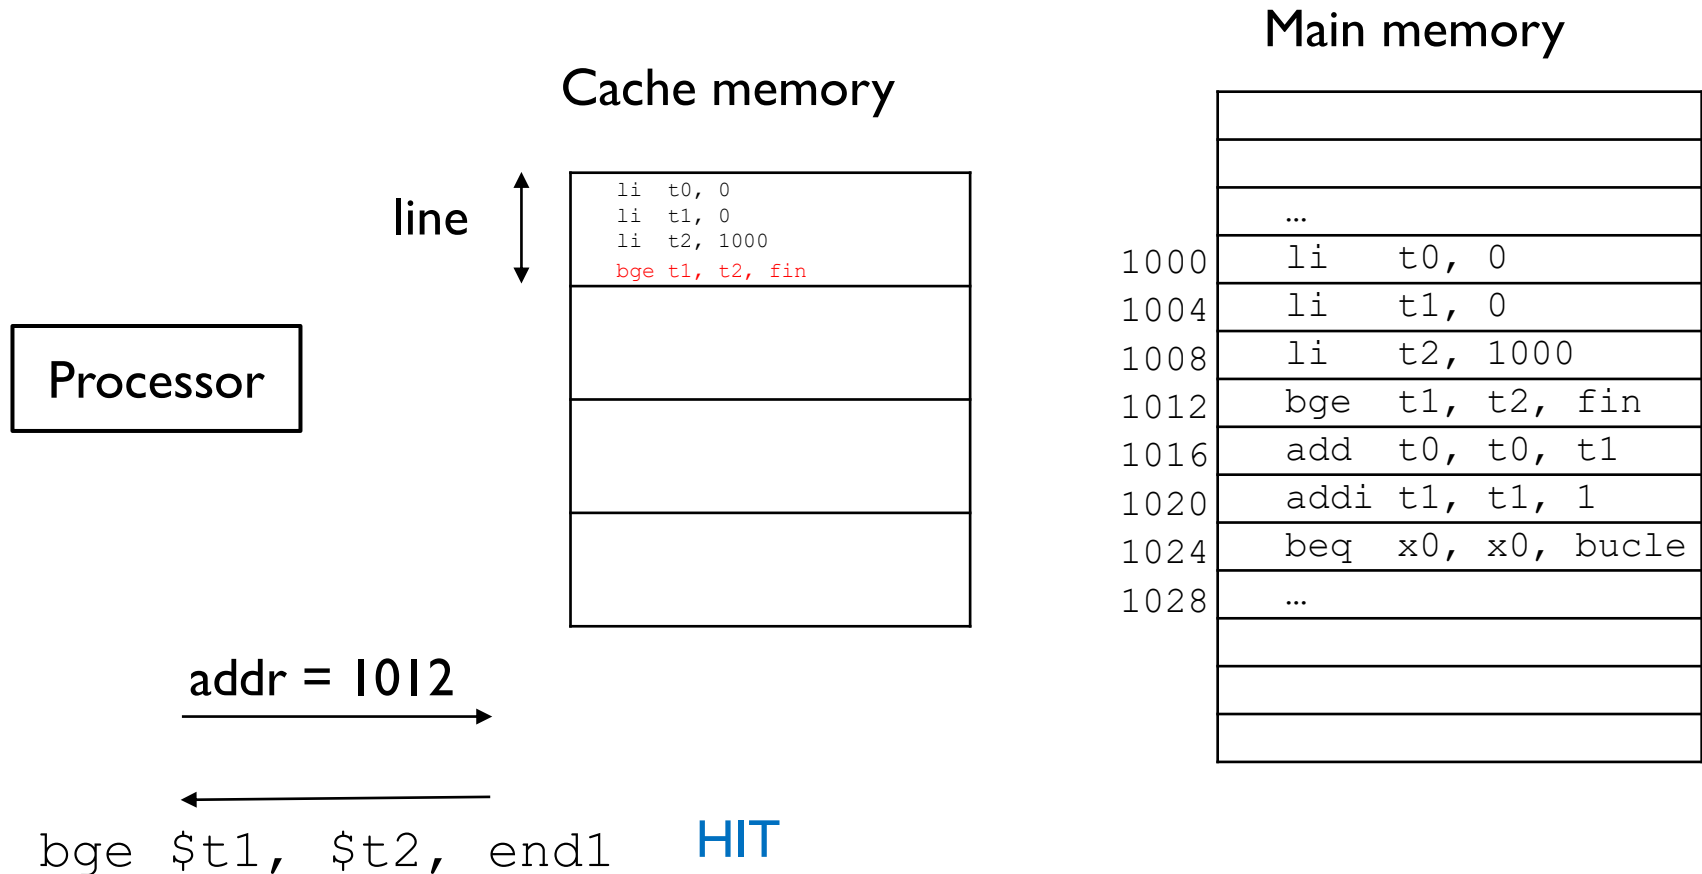 Main memory
Cache memory
line
li t0, 0
li t1, 0
li t2, 1000
bge t1, t2, fin
Processor
…
1000 li t0, 0
1004 li t1, 0
1008 li t2, 1000
1012 bge t1, t2, fin
1016 add t0, t0, t1
1020 addi t1, t1, 1
1024 beq x0, x0, bucle
1028 …
addr = 1012
bge $t1, $t2, end1
HIT